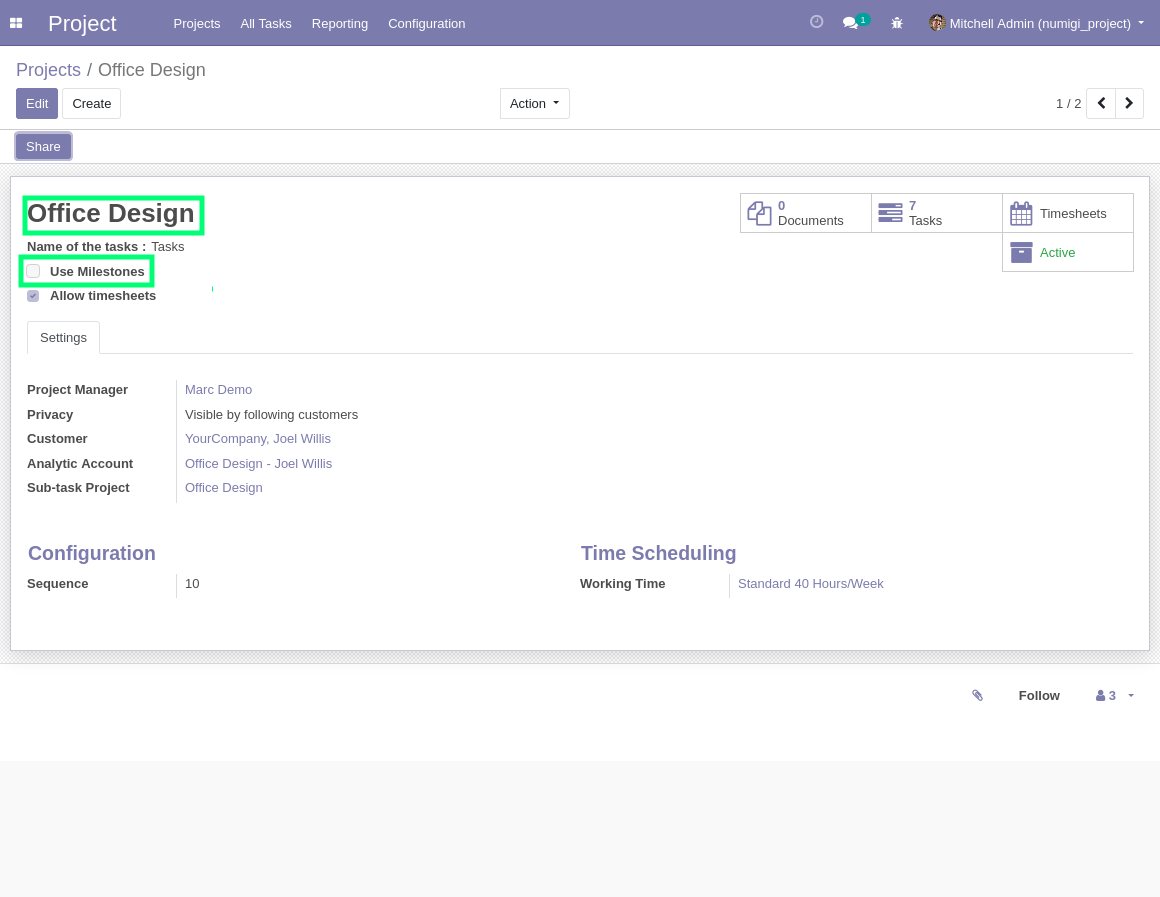 Project Projects All Tasks Reporting Configuration 1 Mitchell Admin (numigi_project)
Projects / Office Design
Edit Create Action 1 / 2
Share
Office Design
0 Documents
7 Tasks
Timesheets
Active
Name of the tasks : Tasks
Use Milestones
Allow timesheets
Settings
Project Manager Marc Demo
Privacy Visible by following customers
Customer YourCompany, Joel Willis
Analytic Account Office Design - Joel Willis
Sub-task Project Office Design
Configuration Time Scheduling
Sequence 10 Working Time Standard 40 Hours/Week
Follow 3